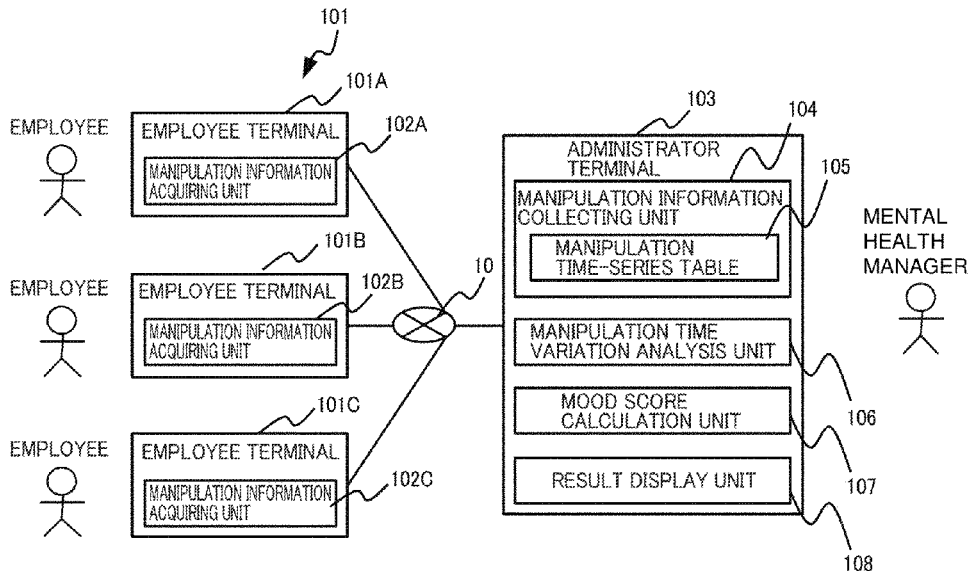 101
101A
EMPLOYEE
EMPLOYEE TERMINAL
102A
MANIPULATION INFORMATION
ACQUIRING UNIT
101B
EMPLOYEE
EMPLOYEE TERMINAL
102B
MANIPULATION INFORMATION
ACQUIRING UNIT
101C
EMPLOYEE
EMPLOYEE TERMINAL
102C
MANIPULATION INFORMATION
ACQUIRING UNIT
10
103
104
ADMINISTRATOR
TERMINAL
105
MANIPULATION INFORMATION
COLLECTING UNIT
MANIPULATION
TIME-SERIES TABLE
MENTAL
HEALTH
MANAGER
MANIPULATION TIME
VARIATION ANALYSIS UNIT
106
MOOD SCORE
CALCULATION UNIT
107
RESULT DISPLAY UNIT
108